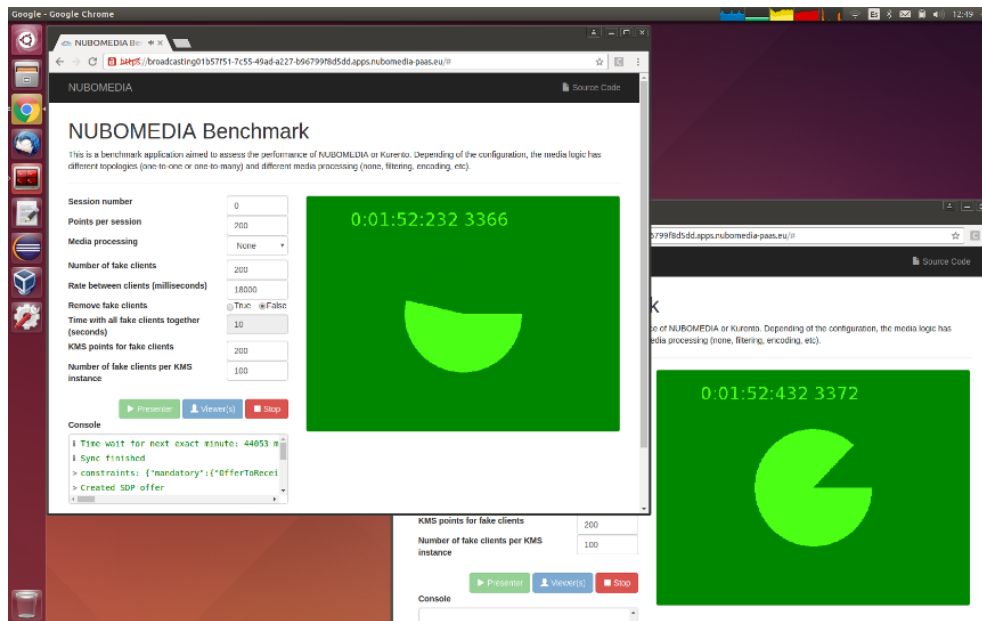 Google - Google Chrome
Es
12:49
NUBOMEDIA Be
https://broadcasting01b57f51-7c55-49ad-a227-b96799f8d5dd.apps.nubomedia-paas.eu/#
NUBOMEDIA
Source Code
NUBOMEDIA Benchmark
This is a benchmark application aimed to assess the performance of NUBOMEDIA or Kurento. Depending of the configuration, the media logic has
different topologies (one-to-one or one-to-many) and different media processing (none, filtering, encoding, etc).
Session number
0
Points per session
200
Media processing
None
Number of fake clients
200
Rate between clients (milliseconds)
18000
Remove fake clients
True False
Time with all fake clients together
(seconds)
10
KMS points for fake clients
200
Number of fake clients per KMS
instance
100
Presenter
Viewer(s)
Stop
Console
Time wait for next exact minute: 44053 m
Sync finished
> constraints: {"mandatory":{"OfferToRecei
> Created SDP offer
0:01:52:232 3366
6799f8d5dd.apps.nubomedia-paas.eu/#
Source Code
k
ce of NUBOMEDIA or Kurento. Depending of the configuration, the media logic has
edia processing (none, filtering, encoding, etc).
0:01:52:432 3372
KMS points for fake clients
200
Number of fake clients per KMS
instance
100
Presenter
Viewer(s)
Stop
Console